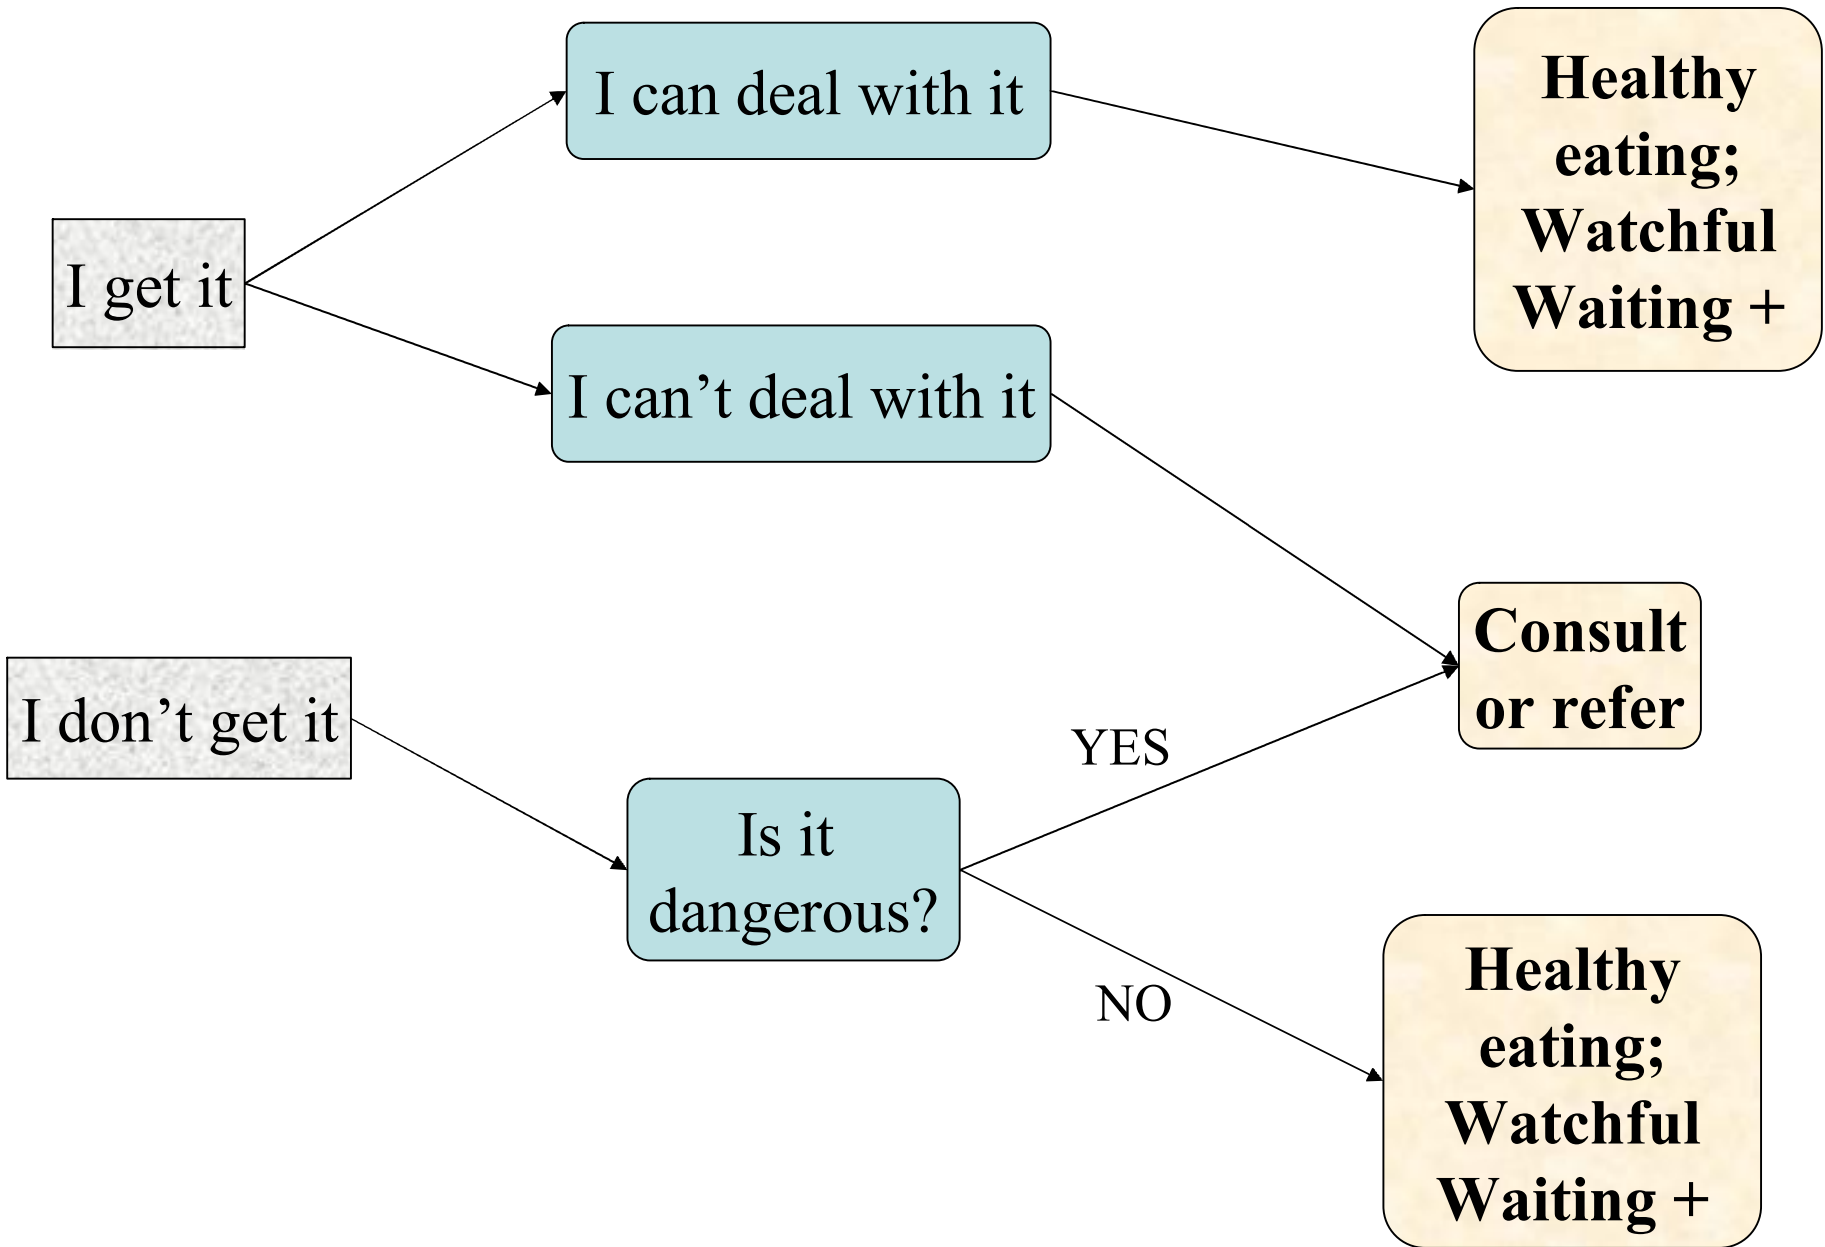 I can deal with it
Healthy
eating;
Watchful
Waiting +
I get it
I can’t deal with it
Consult
or refer
I don’t get it
YES
Is it
dangerous?
NO
Healthy
eating;
Watchful
Waiting +